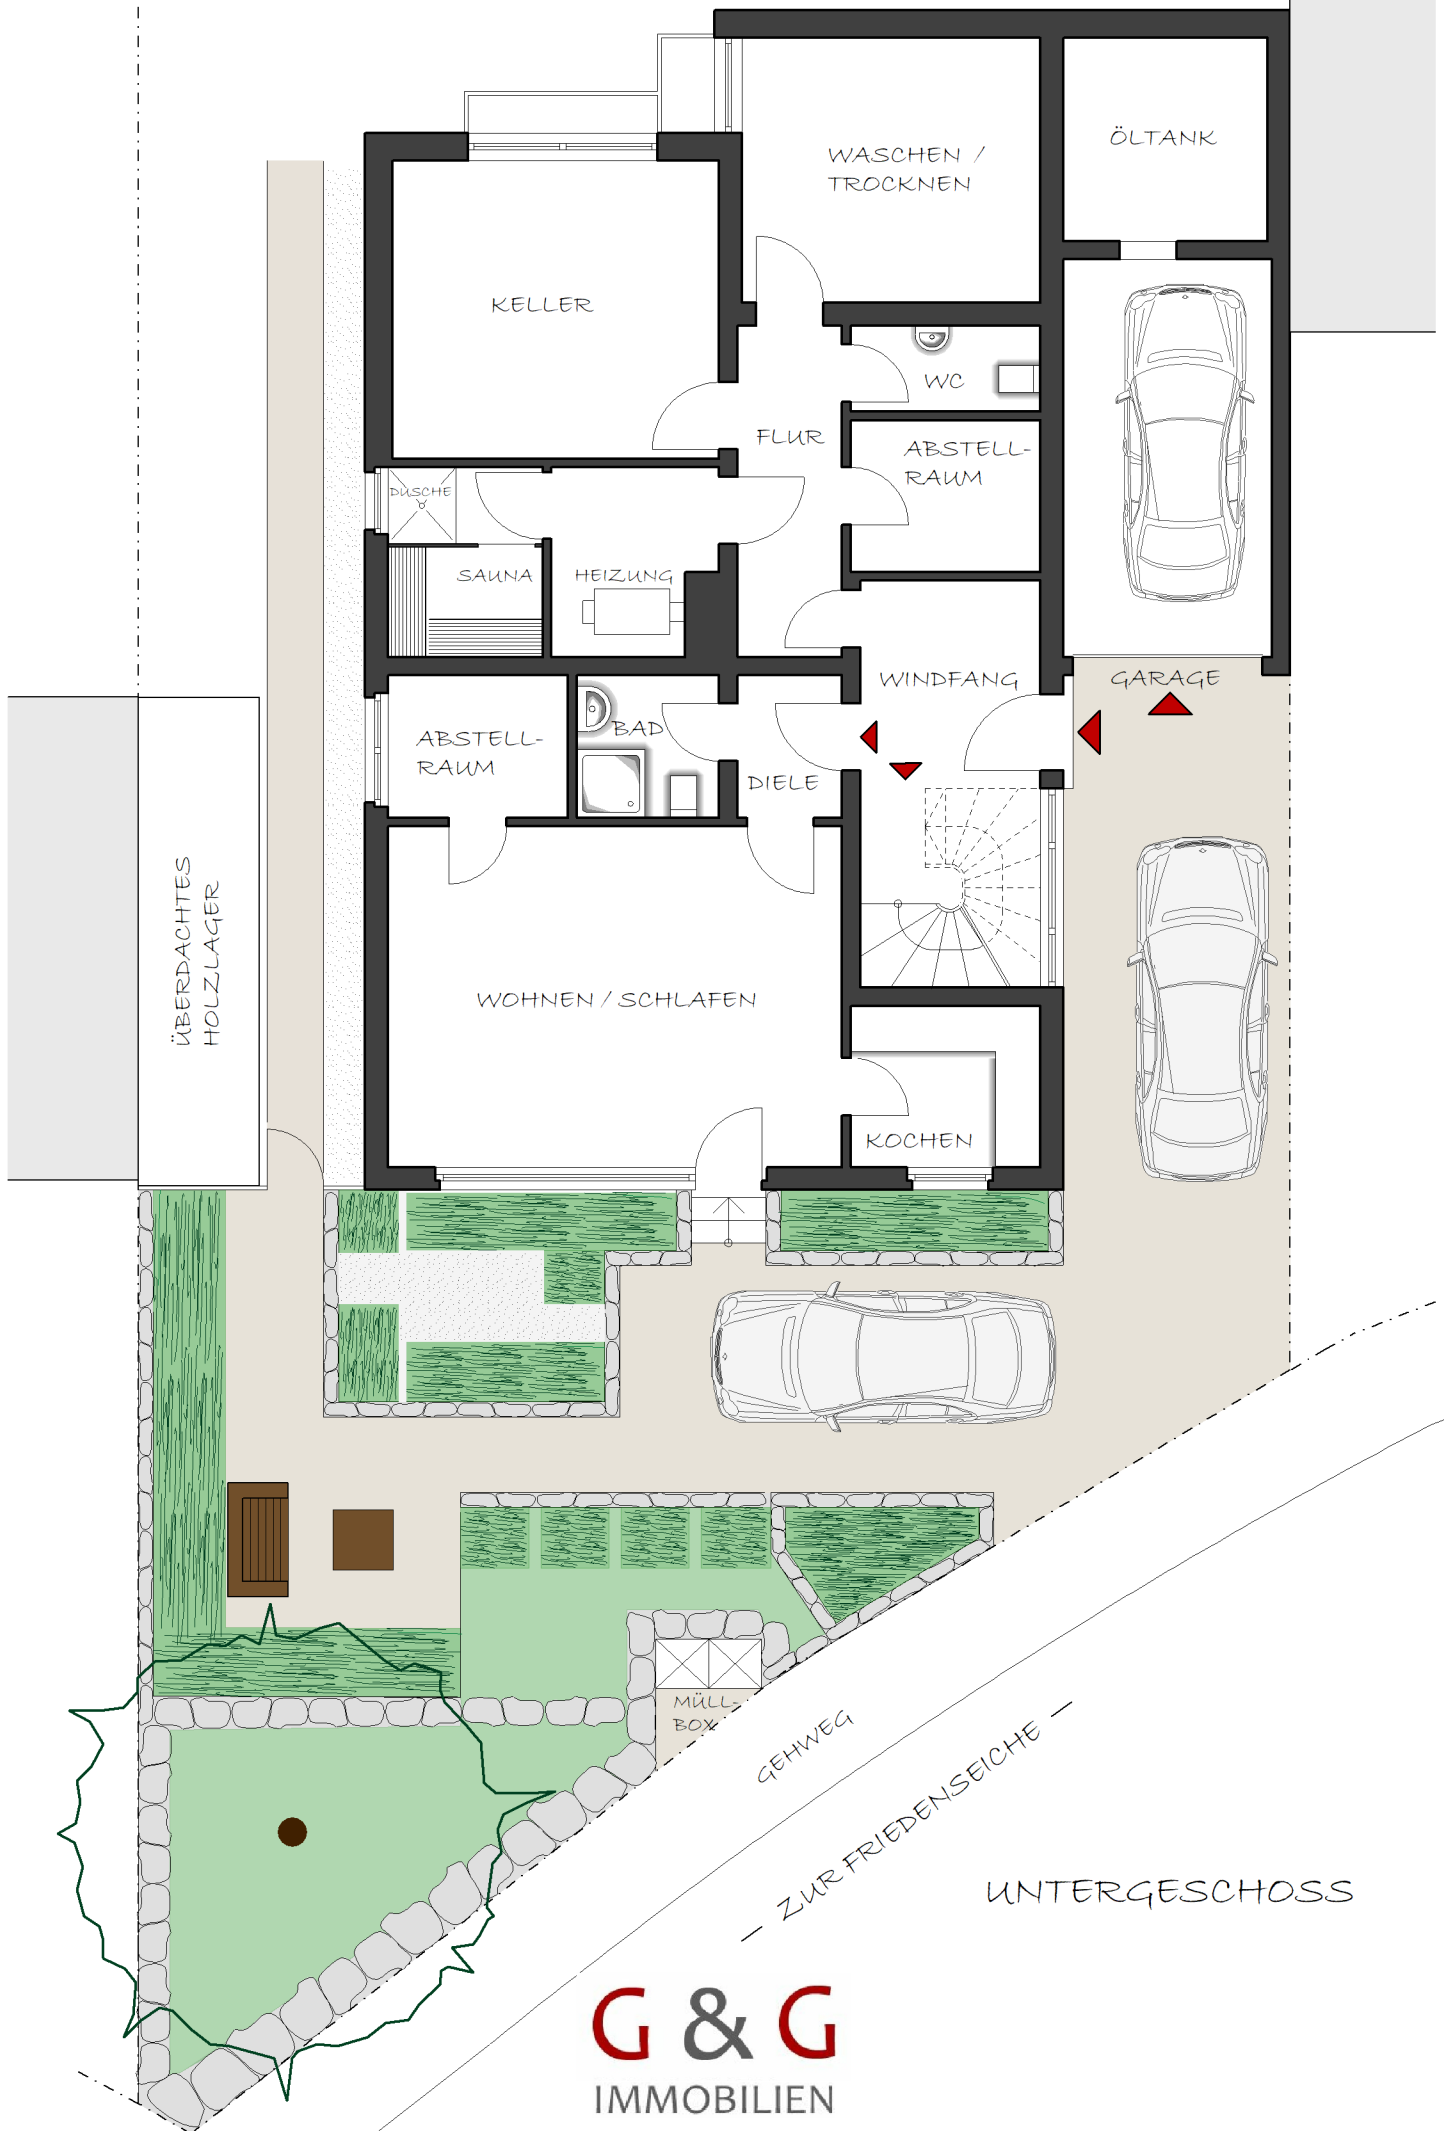 ÖLTANK
WASCHEN /
TROCKNEN
KELLER
WC
FLUR
ABSTELL-
RAUM
DUSCHE
SAUNA
HEIZUNG
WINDFANG
GARAGE
BAD
ABSTELL-
RAUM
DIELE
ÜBERDACHTES
HOLZLAGER
WOHNEN / SCHLAFEN
KOCHEN
MÜLL-
BOX
GEHWEG
— ZUR FRIEDENSEICHE —
UNTERGESCHOSS
G & G
IMMOBILIEN